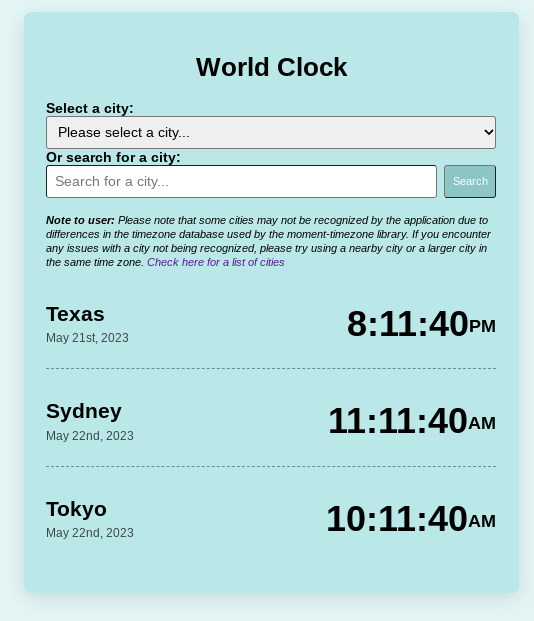 World Clock
Select a city:
Please select a city...
Or search for a city:
Search for a city... Search
Note to user: Please note that some cities may not be recognized by the application due to
differences in the timezone database used by the moment-timezone library. If you encounter
any issues with a city not being recognized, please try using a nearby city or a larger city in
the same time zone. Check here for a list of cities
Texas
May 21st, 2023
8:11:40PM
Sydney
May 22nd, 2023
11:11:40AM
Tokyo
May 22nd, 2023
10:11:40AM